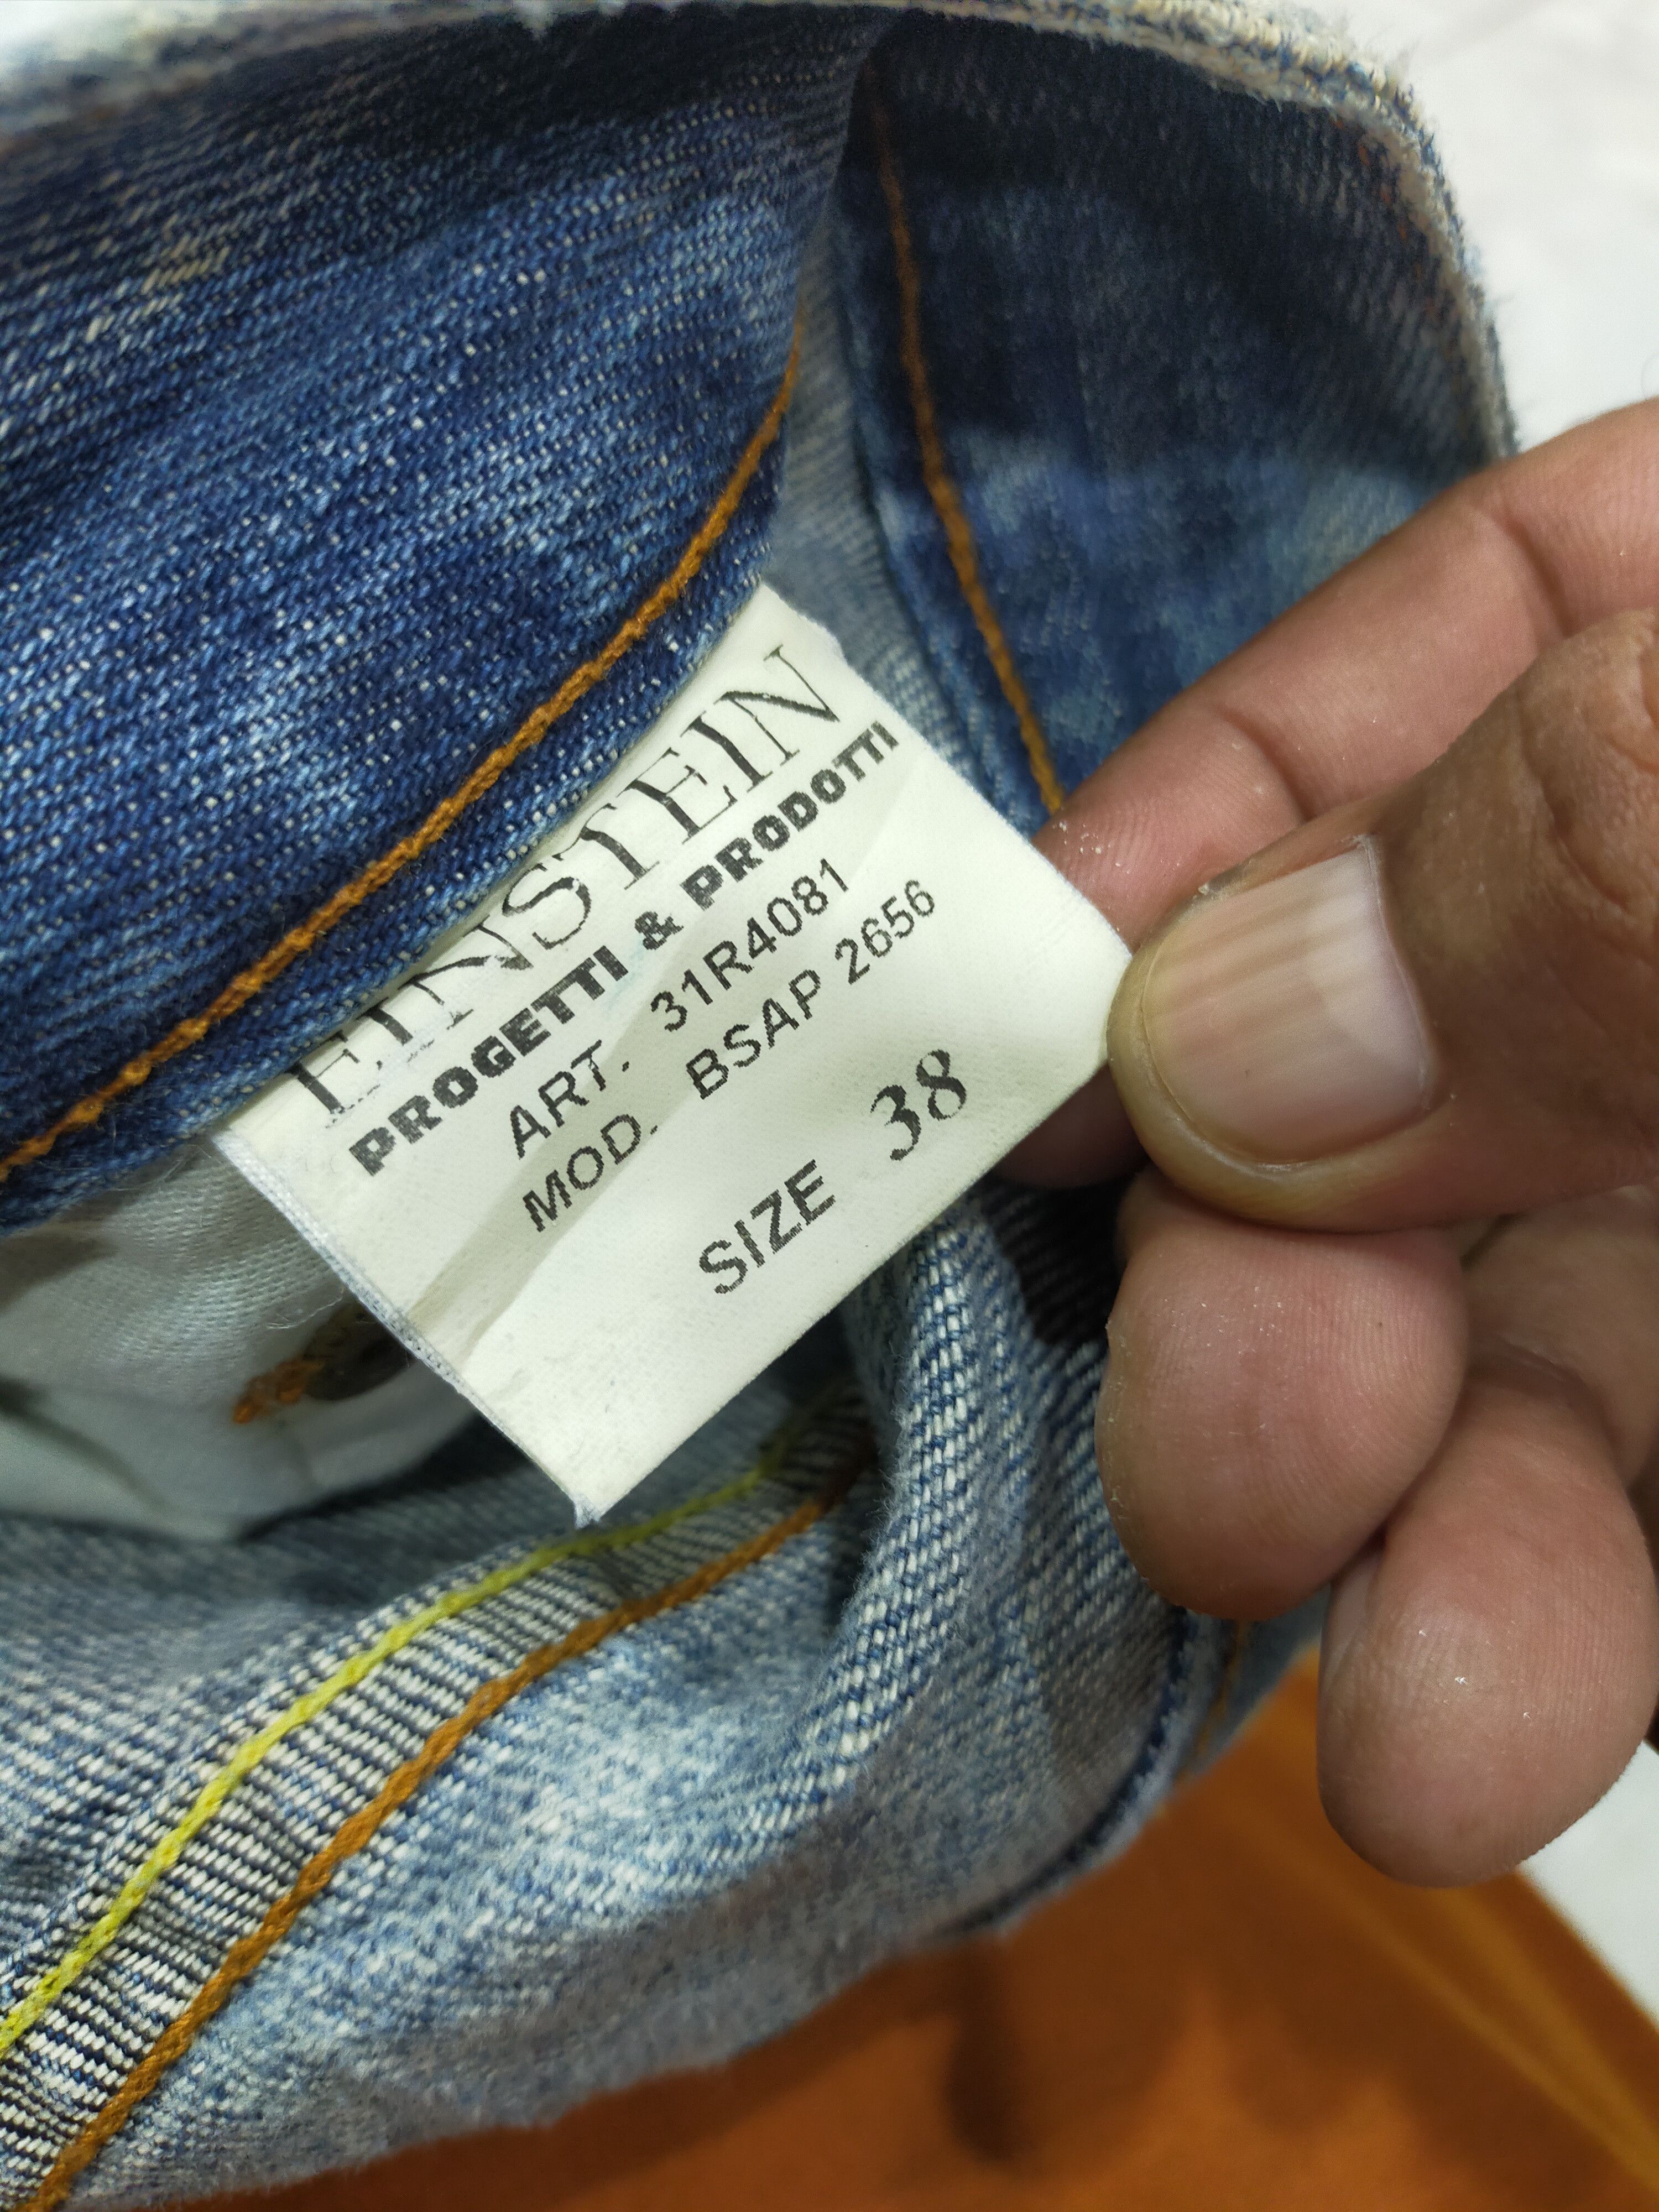 EINSTEIN
PROGETTI & PRODOTTI
ART. 31R4081
MOD. BSAP 2656
SIZE 38